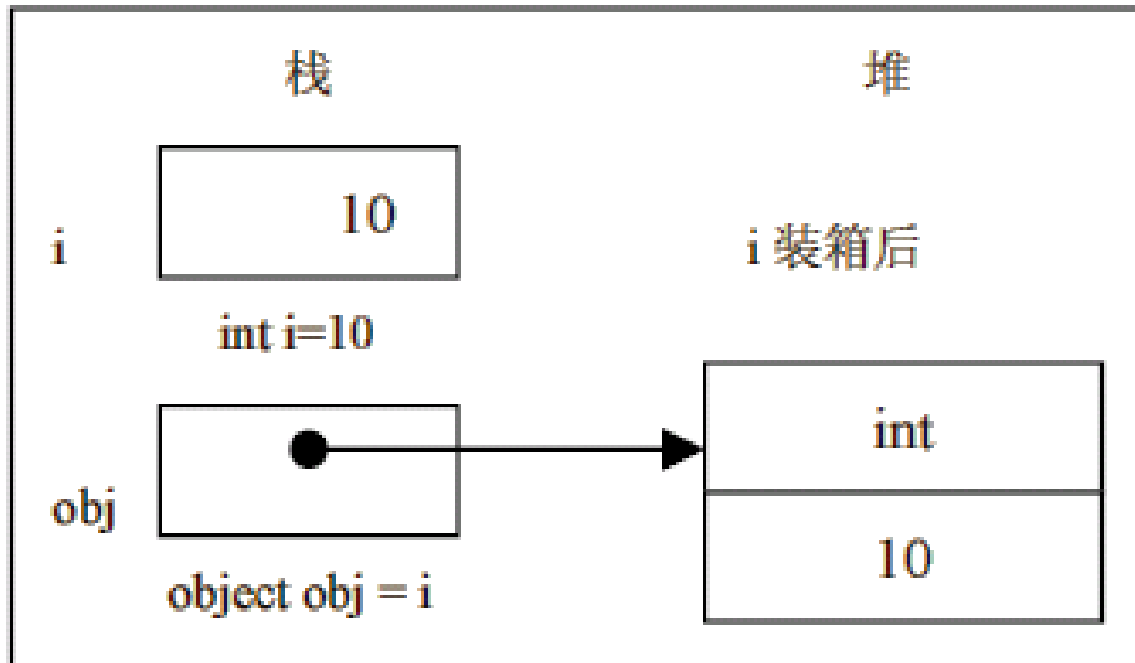 栈
堆
10
i
i 装箱后
int i=10
int
obj
10
object obj = i